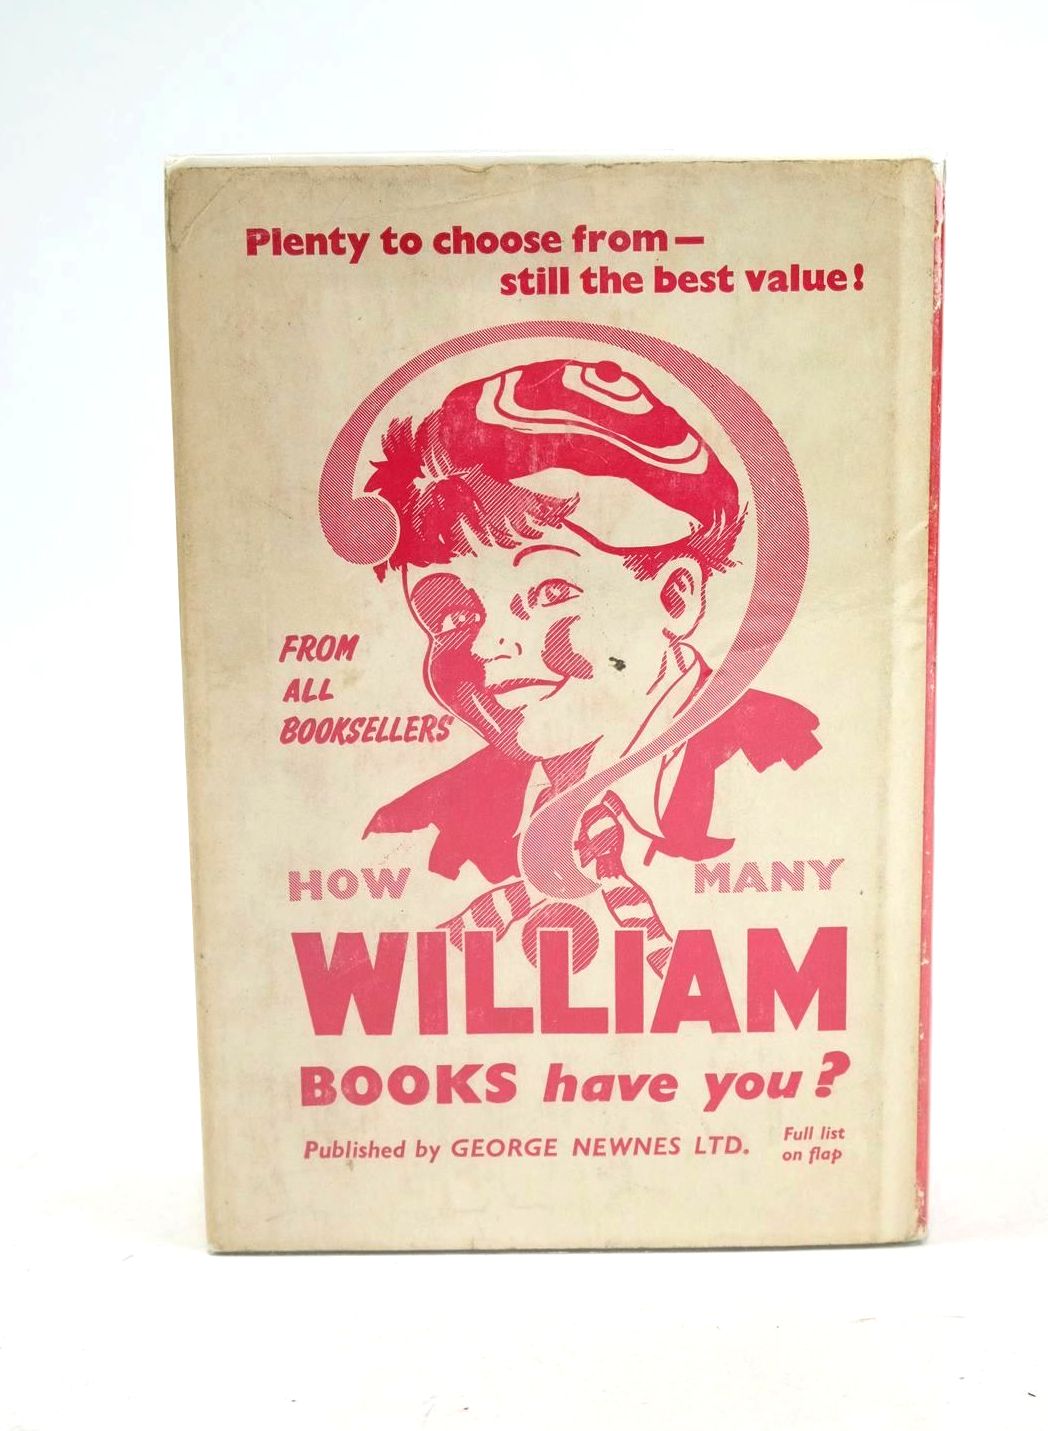 Plenty to choose from—
still the best value!
FROM
ALL
BOOKSELLERS
HOW MANY
WILLIAM
BOOKS have you?
Published by GEORGE NEWNES LTD.
Full list
on flap